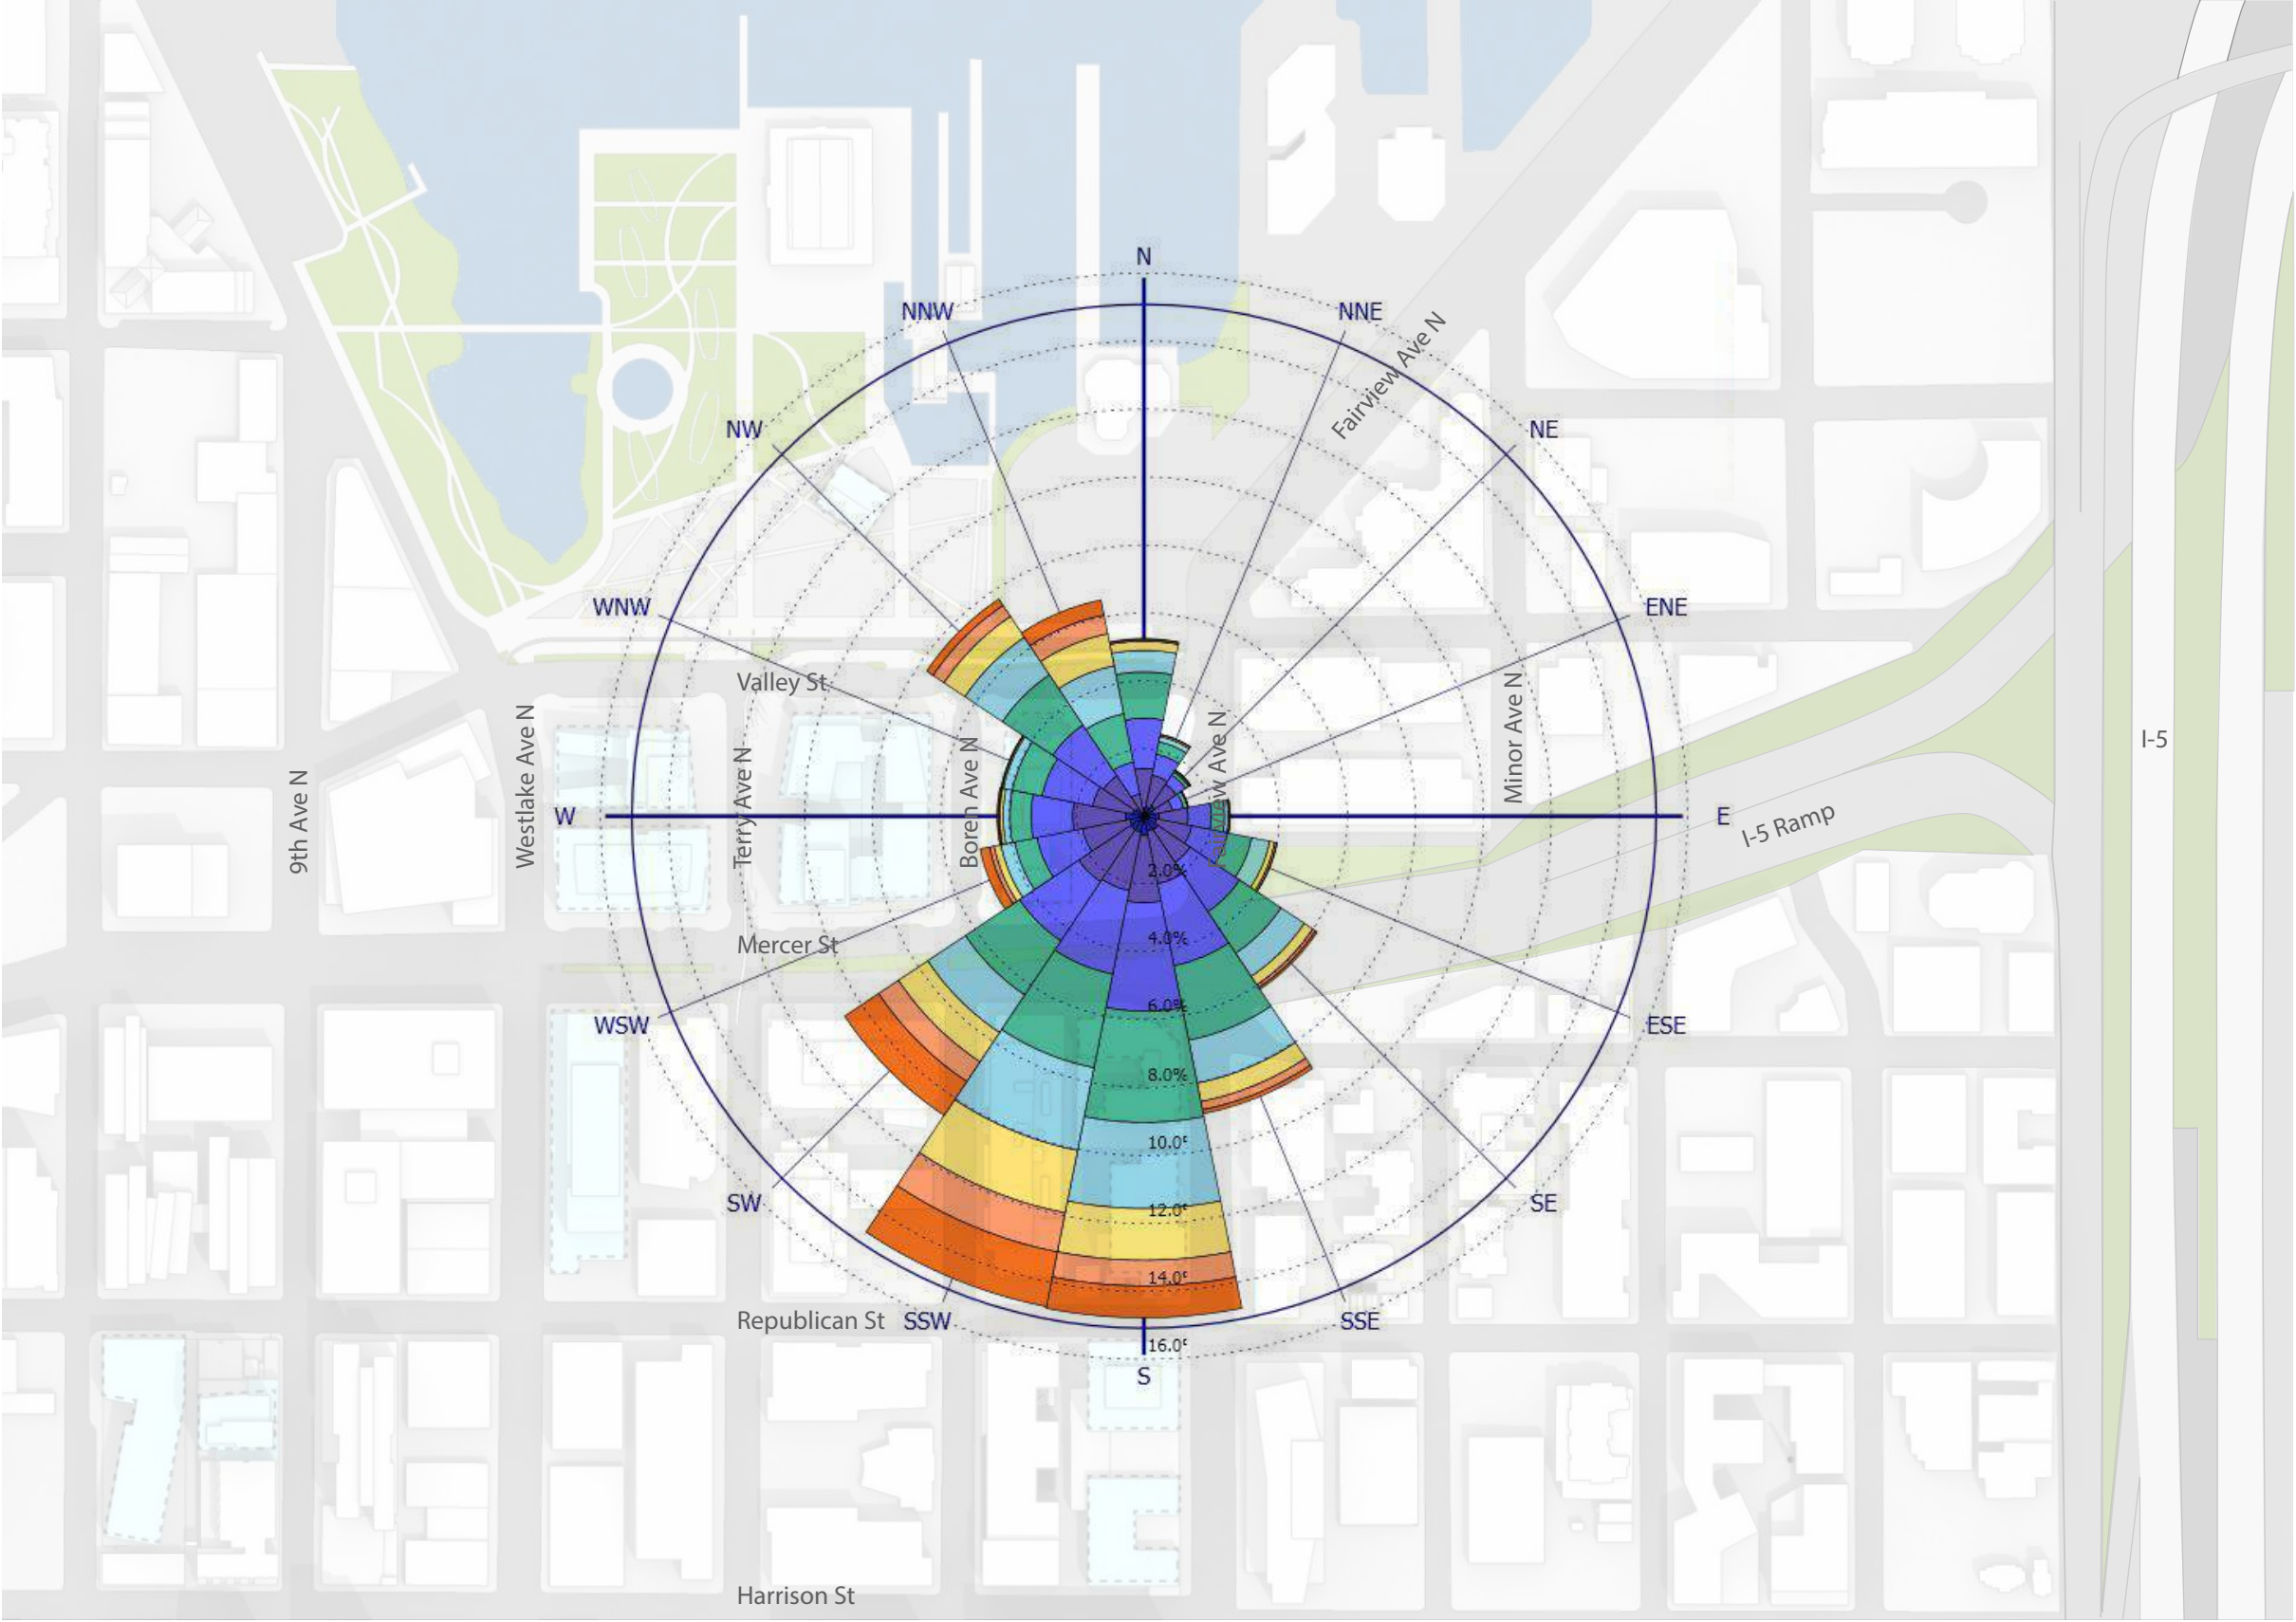 N
NNW
NNE
Fairview Ave N
NW
NE
WNW
ENE
Valley St
Minor Ave N
Westlake Ave N
9th Ave N
Terry Ave N
Boren Ave N
I-5
W
E
I-5 Ramp
2.0%
4.0%
Mercer St
6.0%
WSW
ESE
8.0%
10.0
SW
12.0
SE
14.0
Republican St
SSW
SSE
16.0
S
Harrison St